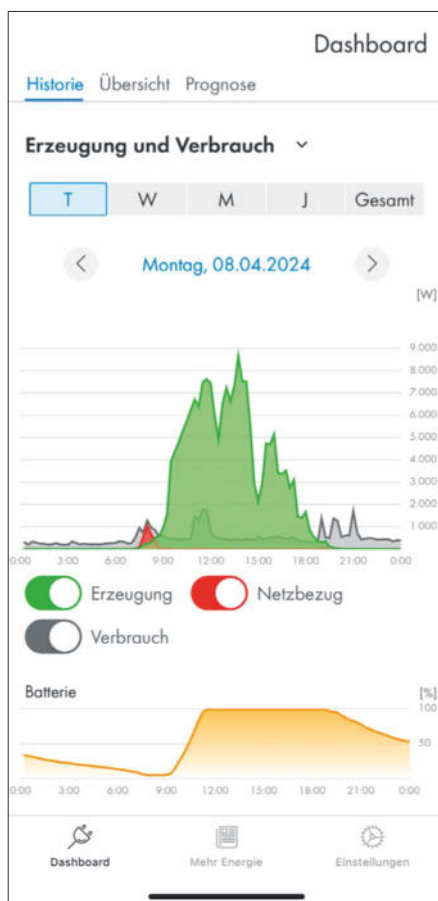 Dashboard
Historie Übersicht Prognose
Erzeugung und Verbrauch
T W M J Gesamt
Montag, 08.04.2024
[W]
9.000
8.000
7.000
6.000
5.000
4.000
3.000
2.000
1.000
0:00 3:00 6:00 9:00 12:00 15:00 18:00 21:00 0:00
Erzeugung Netzbezug
Verbrauch
Batterie [%]
100
50
0:00 3:00 6:00 9:00 12:00 15:00 18:00 21:00 0:00
Dashboard Mehr Energie Einstellungen